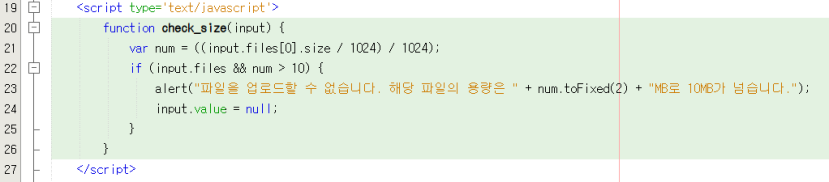 19 <script type='text/javascript'>
20 function check_size(input) {
21 var num = ((input.files[0].size / 1024) / 1024);
22 if (input.files && num > 10) {
23 alert("파일을 업로드할 수 없습니다. 해당 파일의 용량은 " + num.toFixed(2) + "MB로 10MB가 넘습니다.");
24 input.value = null;
25 }
26 }
27 </script>